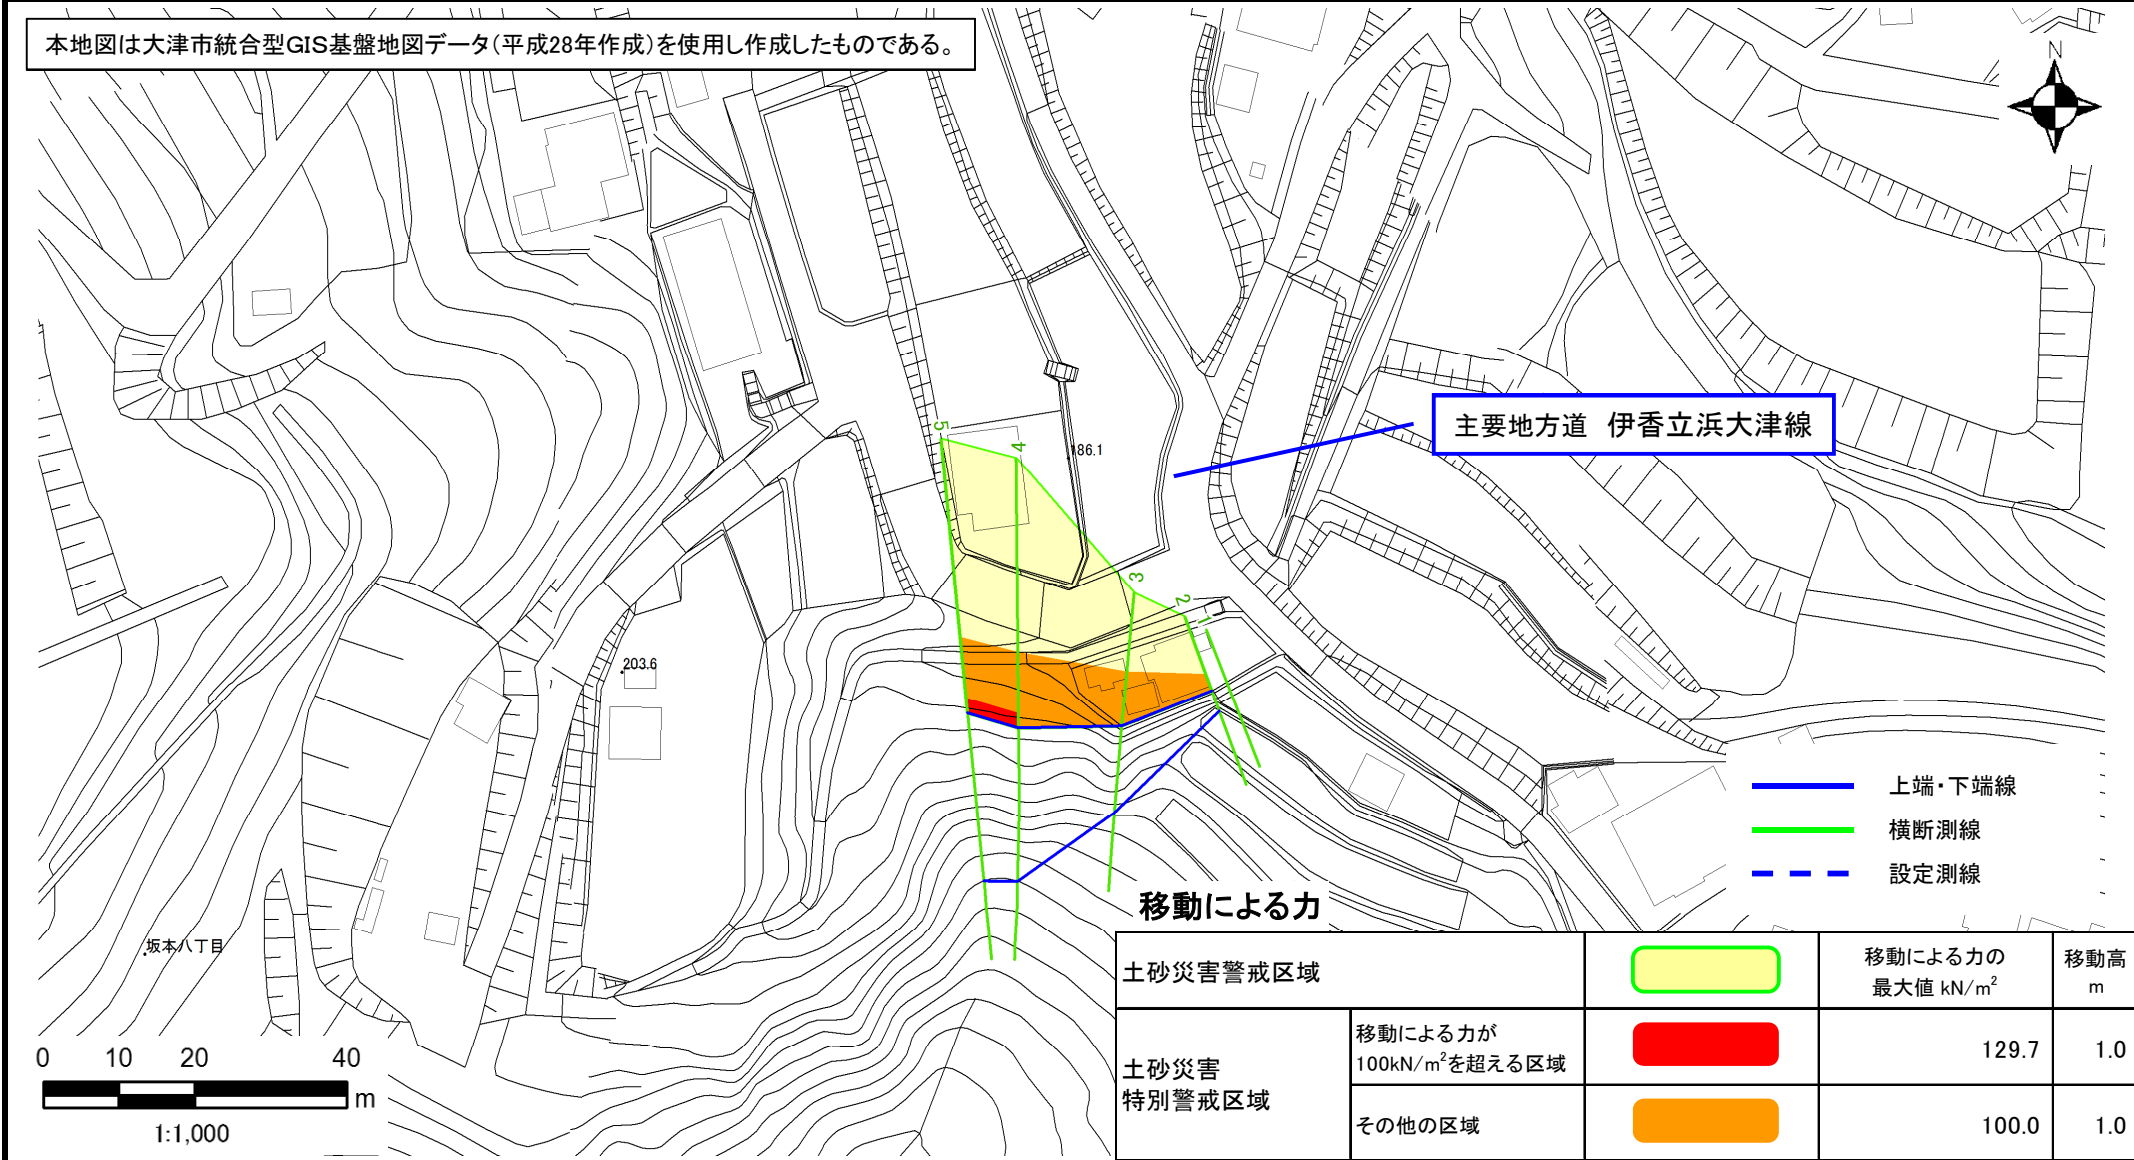 本地図は大津市統合型GIS基盤地図データ(平成28年作成)を使用し作成したものである。
N
主要地方道　伊香立浜大津線
5
4
186.1
3
2
1
203.6
坂本八丁目
上端・下端線
横断測線
設定測線
移動による力
土砂災害警戒区域
移動による力の
最大値 kN/m²
移動高
m
土砂災害
特別警戒区域
移動による力が
100kN/m²を超える区域
129.7
1.0
その他の区域
100.0
1.0
0 10 20 40
m
1:1,000